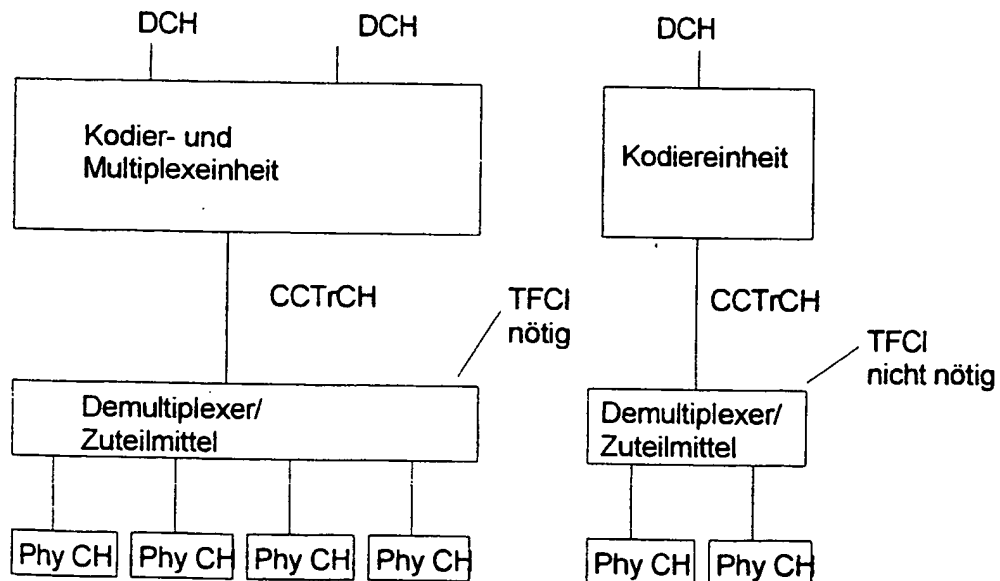 DCH
DCH
Kodier- und
Multiplexeinheit
CCTrCH
TFCI
nötig
Demultiplexer/
Zuteilmittel
Phy CH
Phy CH
Phy CH
Phy CH
DCH
Kodiereinheit
CCTrCH
TFCI
nicht nötig
Demultiplexer/
Zuteilmittel
Phy CH
Phy CH